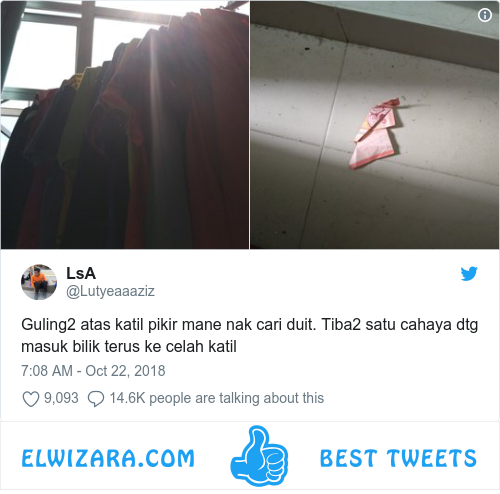 LsA
@Lutyeaaaziz
Guling2 atas katil pikir mane nak cari duit. Tiba2 satu cahaya dtg
masuk bilik terus ke celah katil
7:08 AM - Oct 22, 2018
9,093 14.6K people are talking about this
ELWIZARA.COM BEST TWEETS